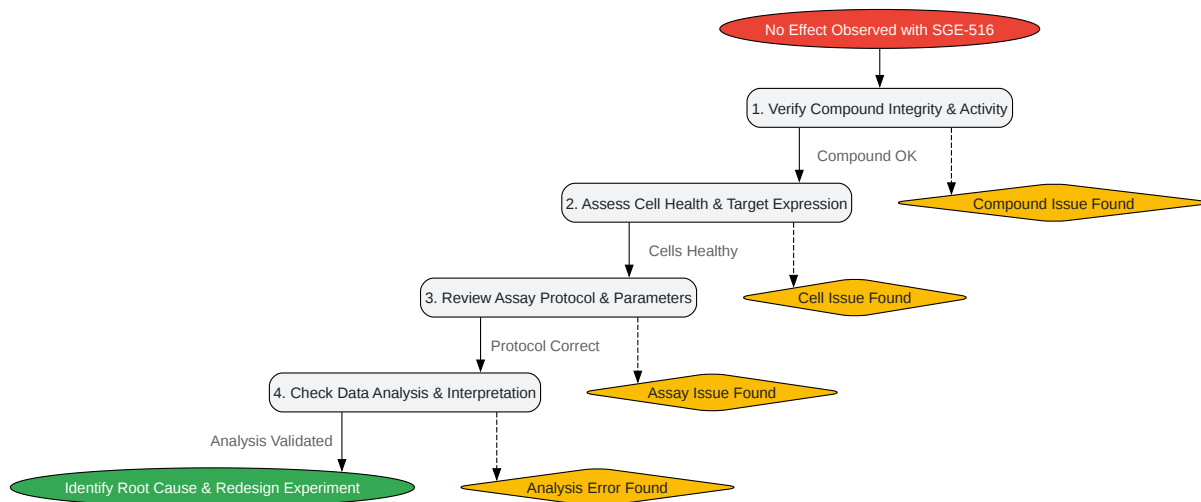 No Effect Observed with SGE-516
1. Verify Compound Integrity & Activity
Compound OK
2. Assess Cell Health & Target Expression
Compound Issue Found
Cells Healthy
3. Review Assay Protocol & Parameters
Cell Issue Found
Protocol Correct
4. Check Data Analysis & Interpretation
Assay Issue Found
Analysis Validated
Identify Root Cause & Redesign Experiment
Analysis Error Found